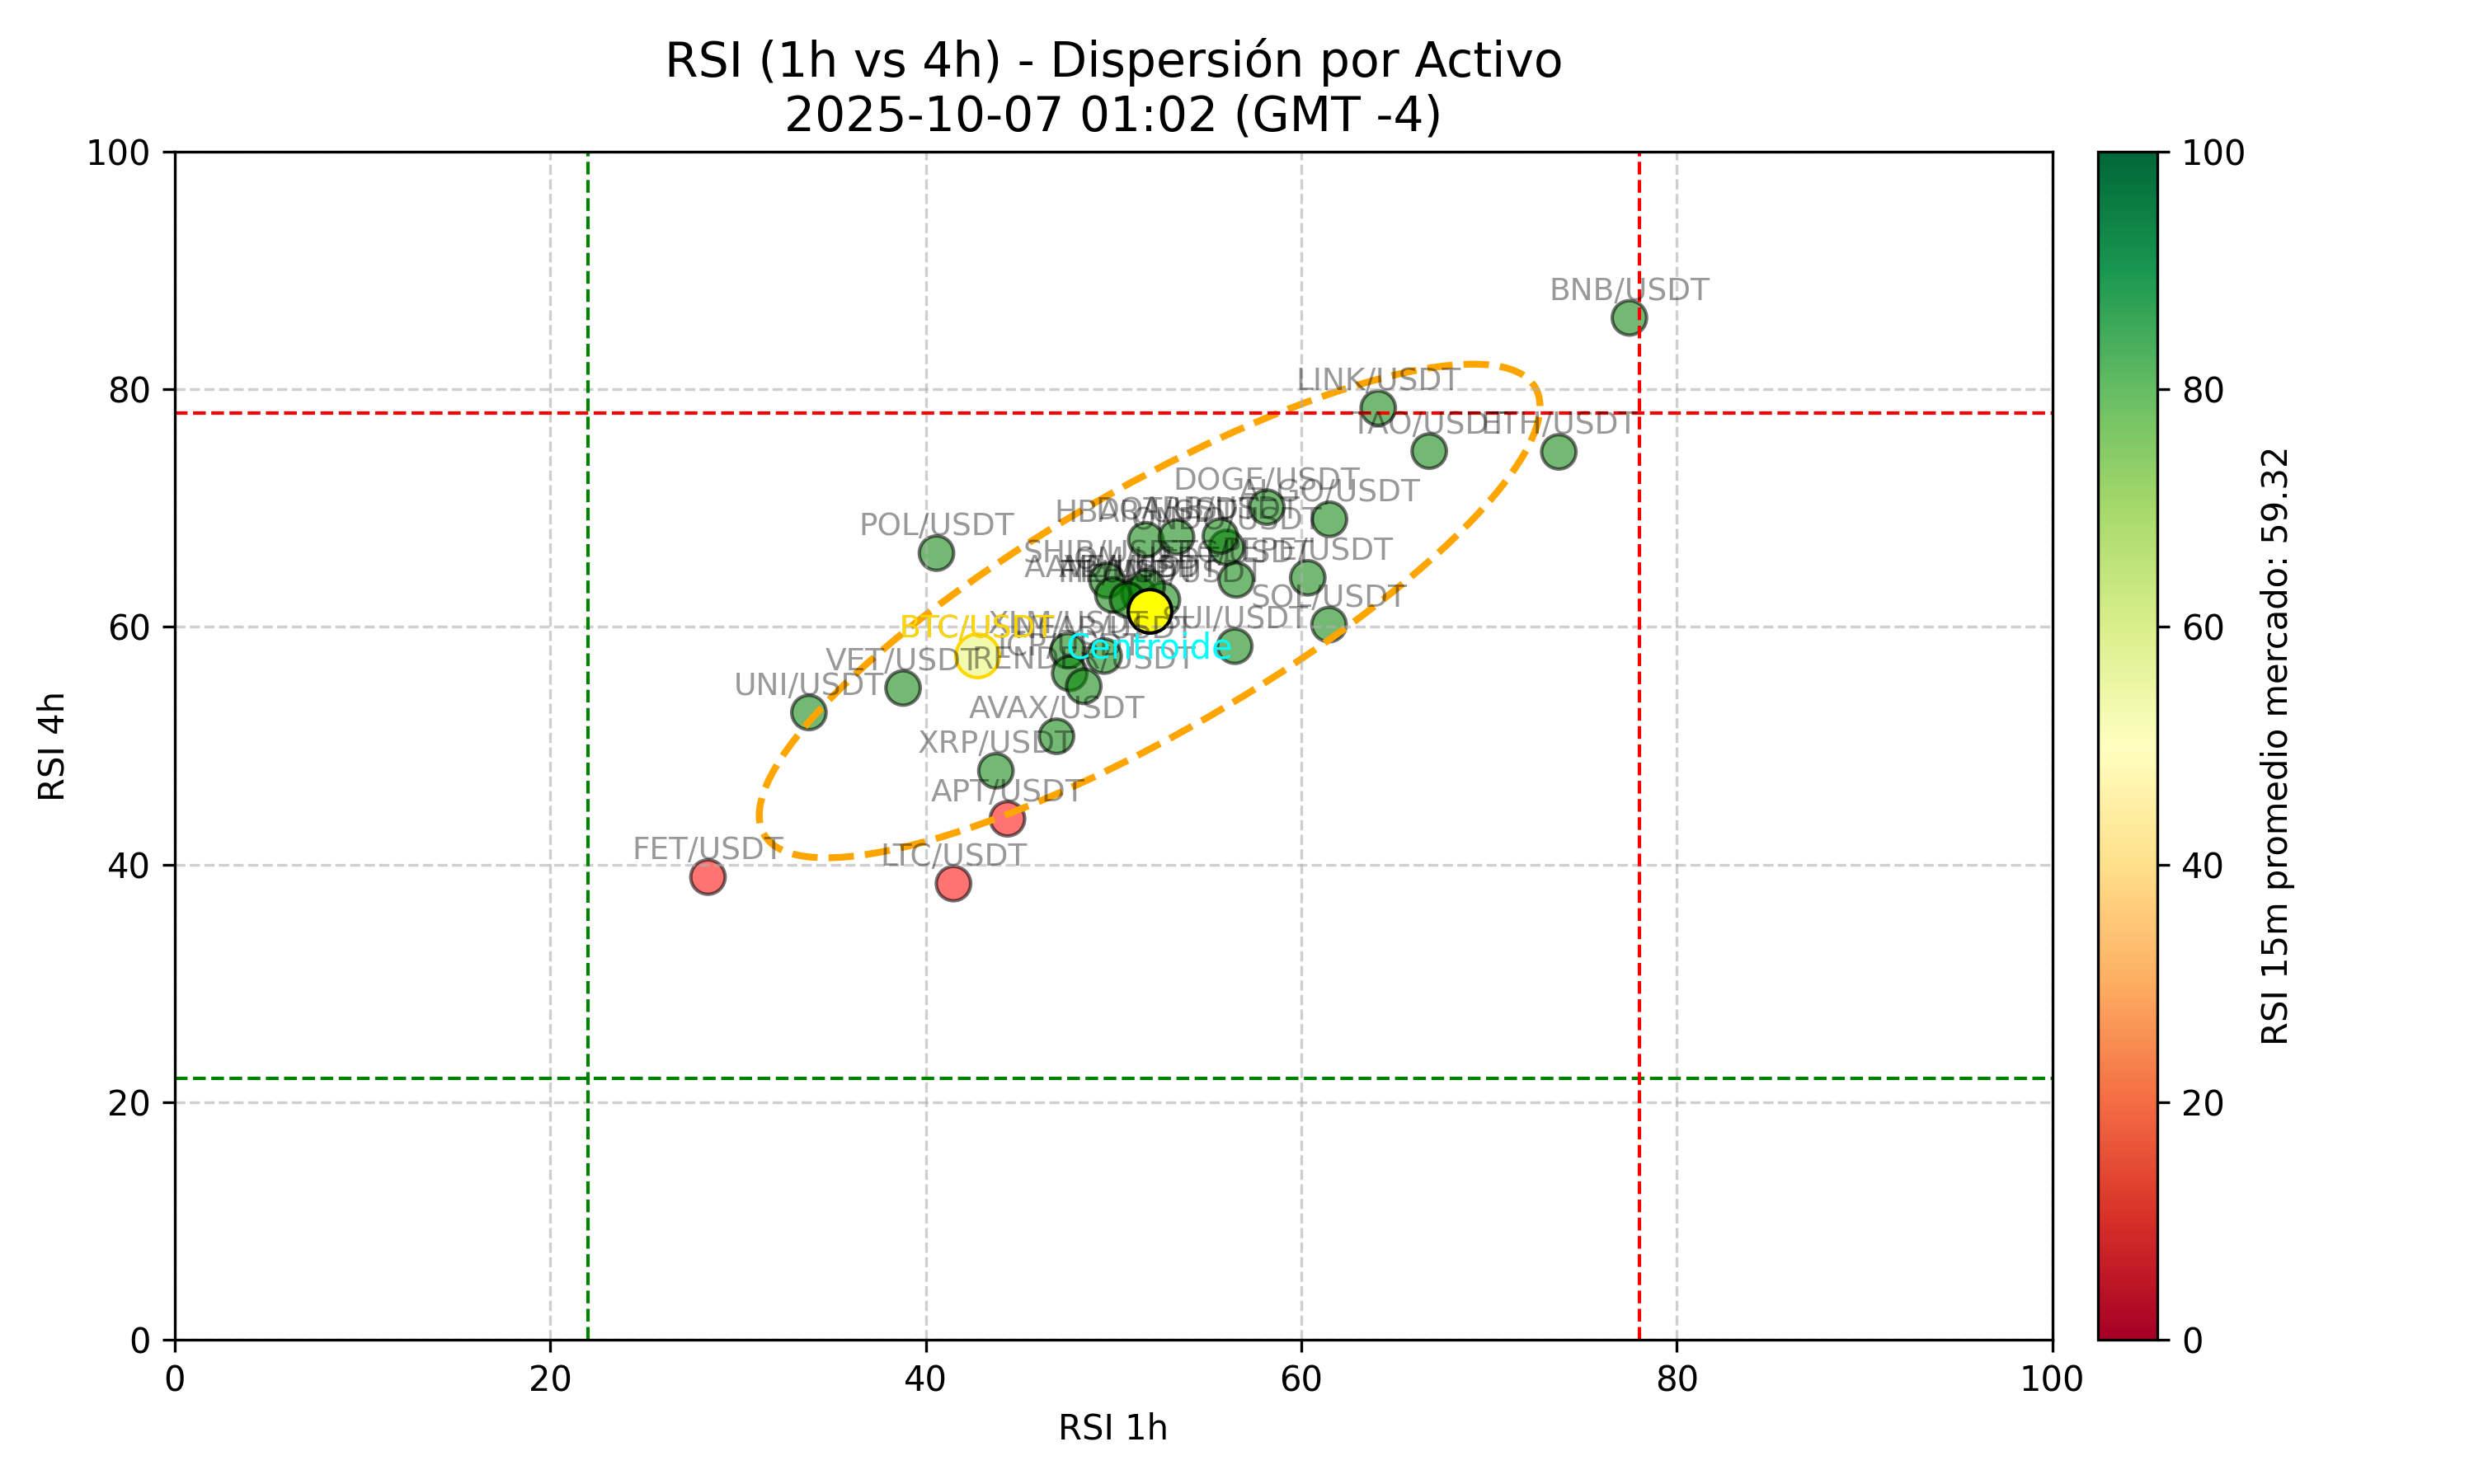 RSI (1h vs 4h) - Dispersión por Activo
2025-10-07 01:02 (GMT -4)
100
80
60
40
20
0
RSI 4h
0
20
40
60
80
100
RSI 1h
BNB/USDT
LINK/USDT
TAO/USDT
ETH/USDT
DOGE/USDT
ALGO/USDT
POL/USDT
PEPE/USDT
SOL/USDT
SUI/USDT
BTC/USDT
Centroide
VET/USDT
RENDER/USDT
UNI/USDT
AVAX/USDT
XRP/USDT
APT/USDT
FET/USDT
LTC/USDT
100
80
60
40
20
0
RSI 15m promedio mercado: 59.32